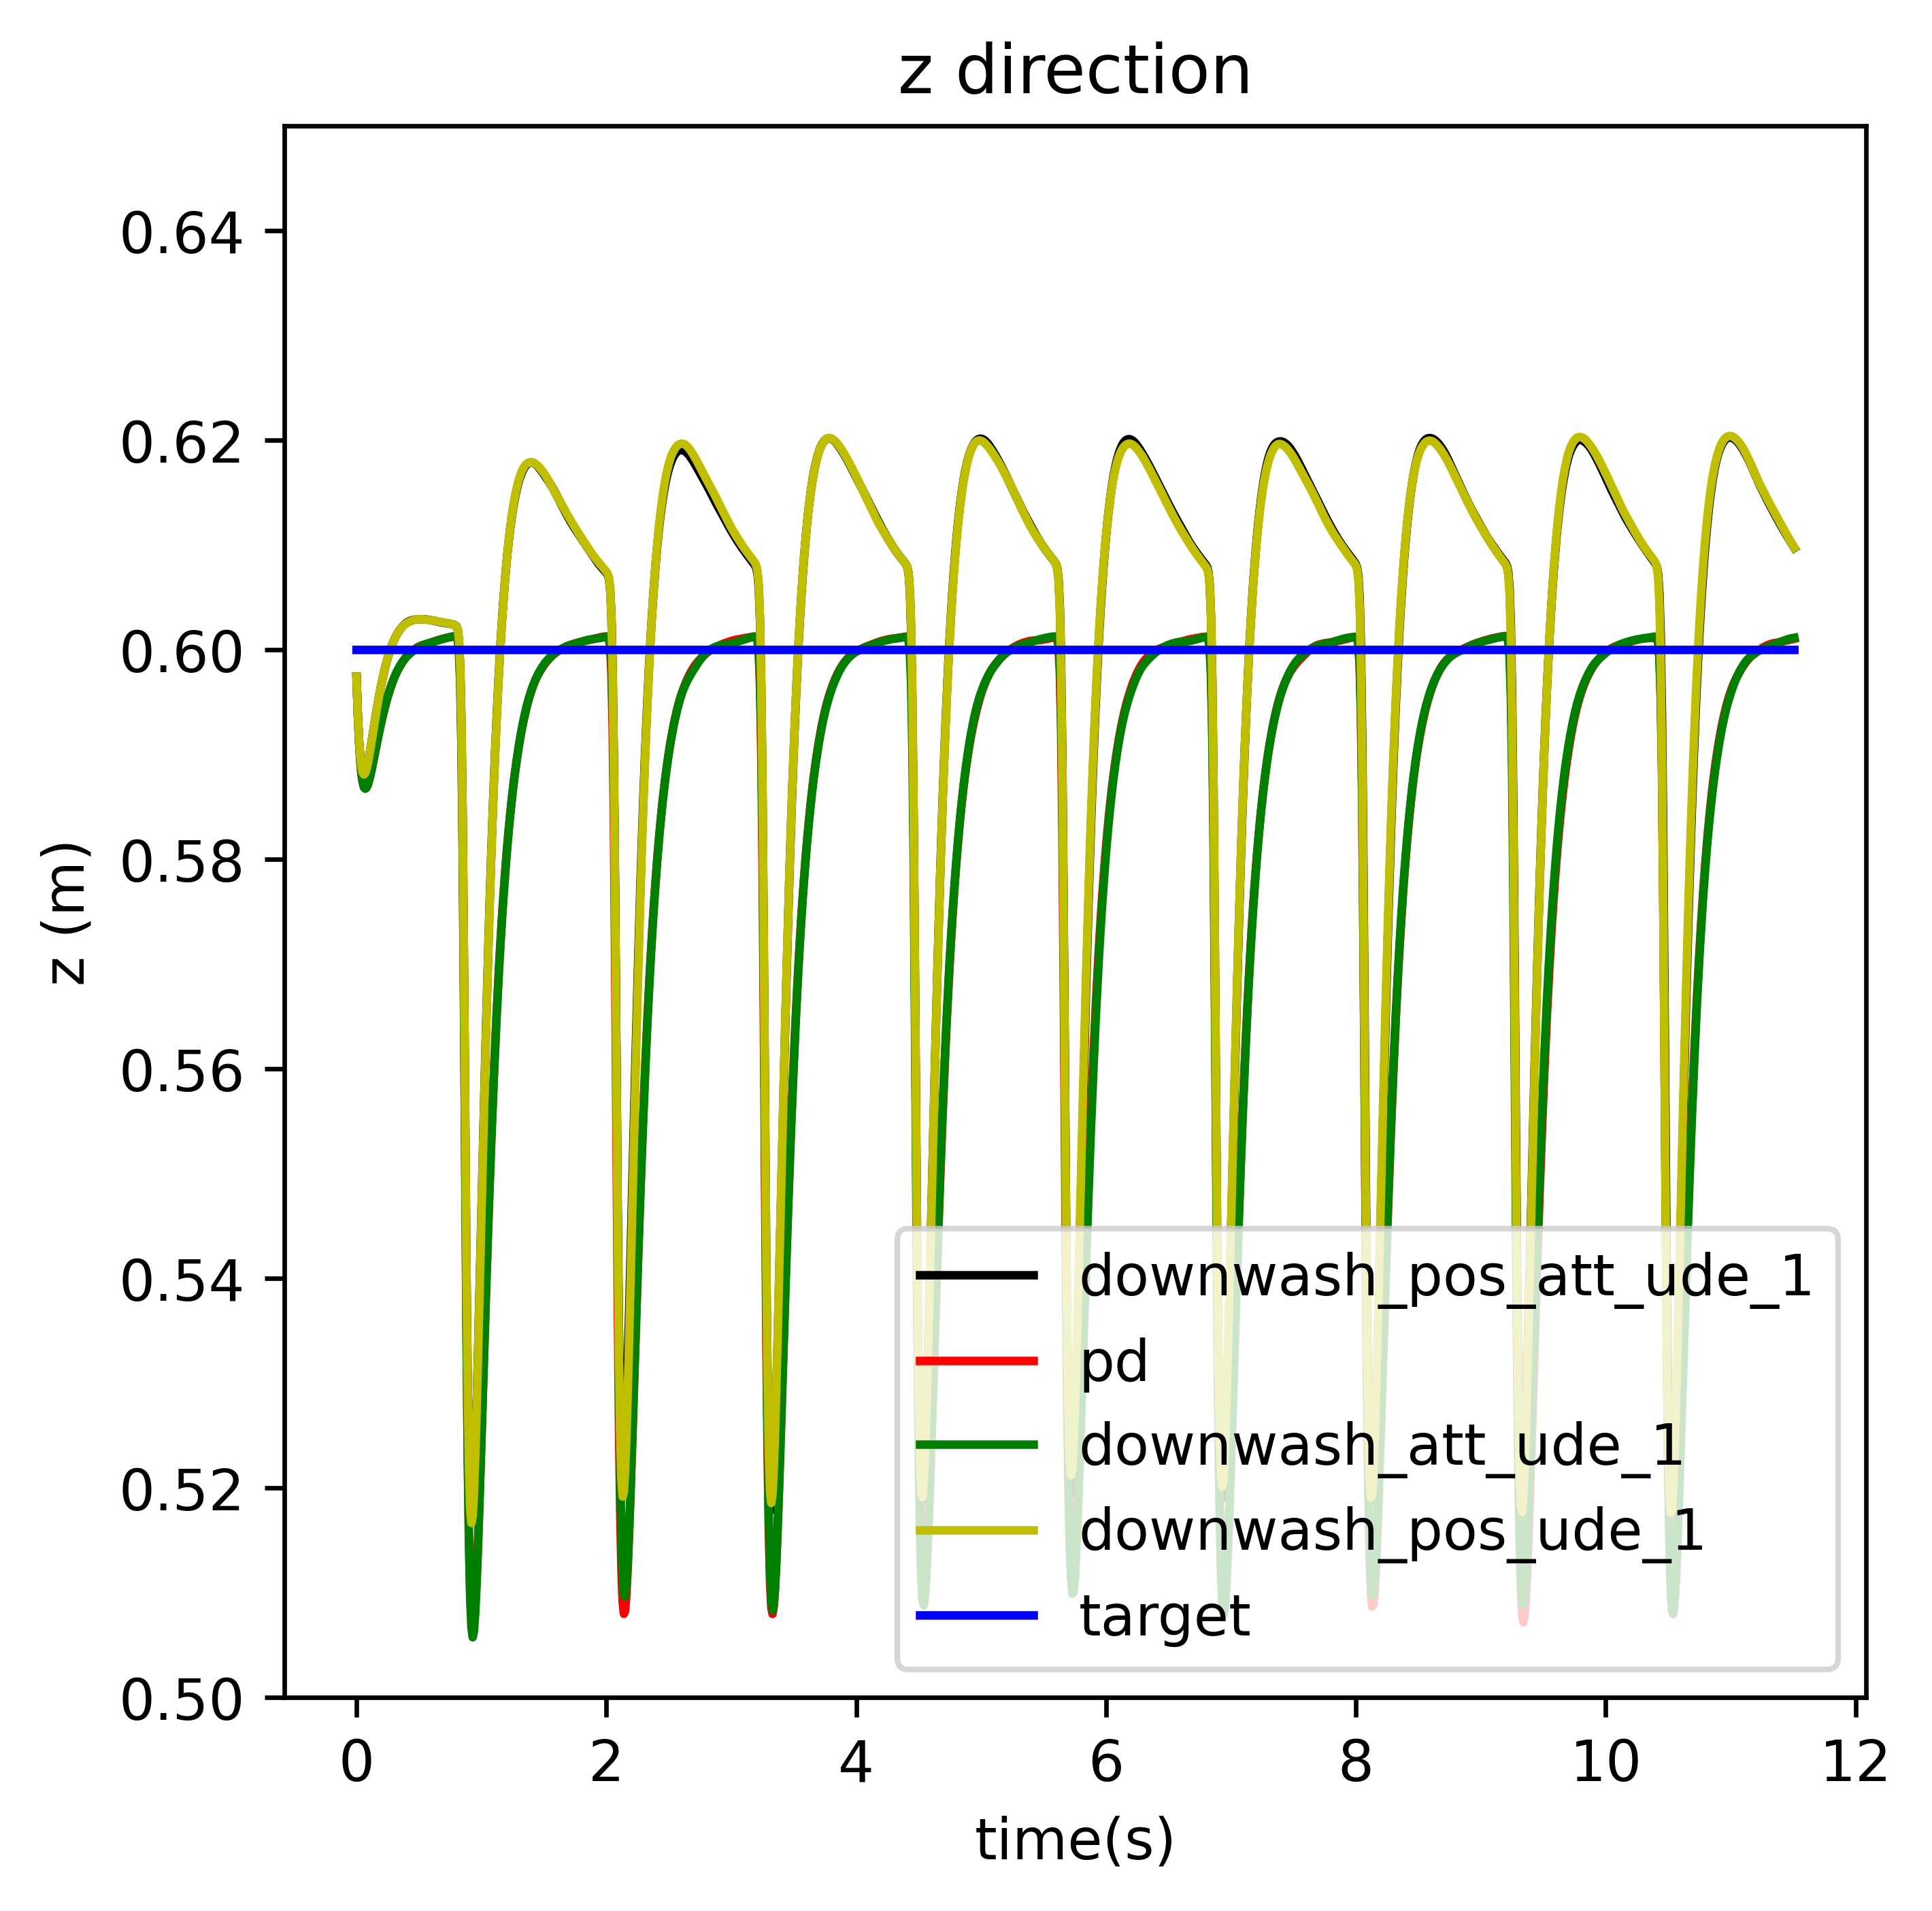 z direction
z (m)
0.64
0.62
0.60
0.58
0.56
0.54
0.52
0.50
downwash_pos_att_ude_1
pd
downwash_att_ude_1
downwash_pos_ude_1
target
0 2 4 6 8 10 12
time(s)